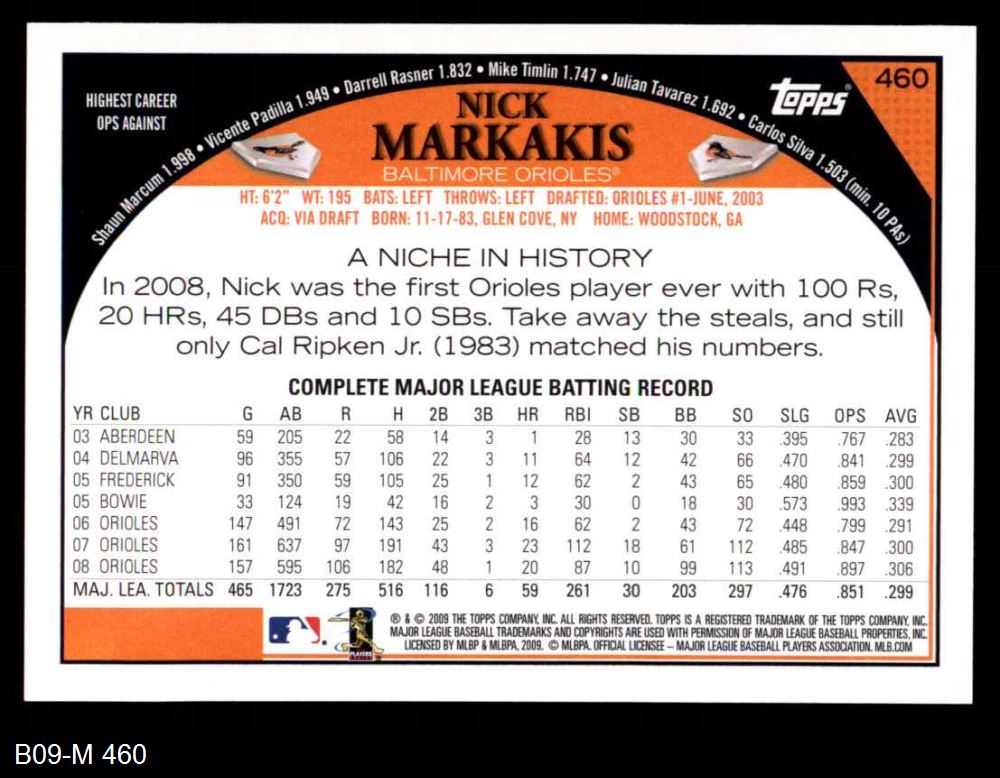 460
topps
HIGHEST CAREER
OPS AGAINST
Shaun Marcum 1.998 • Vicente Padilla 1.949 • Darrell Rasner 1.832 • Mike Timlin 1.747 • Julian Tavarez 1.692 • Carlos Silva 1.503 (min. 10 PAs)
NICK
MARKAKIS
BALTIMORE ORIOLES®
HT: 6'2" WT: 195 BATS: LEFT THROWS: LEFT DRAFTED: ORIOLES #1-JUNE, 2003
ACQ: VIA DRAFT BORN: 11-17-83, GLEN COVE, NY HOME: WOODSTOCK, GA
A NICHE IN HISTORY
In 2008, Nick was the first Orioles player ever with 100 Rs,
20 HRs, 45 DBs and 10 SBs. Take away the steals, and still
only Cal Ripken Jr. (1983) matched his numbers.
COMPLETE MAJOR LEAGUE BATTING RECORD
YR CLUB G AB R H 2B 3B HR RBI SB BB SO SLG OPS AVG
03 ABERDEEN 59 205 22 58 14 3 1 28 13 30 33 .395 .767 .283
04 DELMARVA 96 355 57 106 22 3 11 64 12 42 66 .470 .841 .299
05 FREDERICK 91 350 59 105 25 1 12 62 2 43 65 .480 .859 .300
05 BOWIE 33 124 19 42 16 2 3 30 0 18 30 .573 .993 .339
06 ORIOLES 147 491 72 143 25 2 16 62 2 43 72 .448 .799 .291
07 ORIOLES 161 637 97 191 43 3 23 112 18 61 112 .485 .847 .300
08 ORIOLES 157 595 106 182 48 1 20 87 10 99 113 .491 .897 .306
MAJ. LEA. TOTALS 465 1723 275 516 116 6 59 261 30 203 297 .476 .851 .299
® & © 2009 THE TOPPS COMPANY, INC. ALL RIGHTS RESERVED. TOPPS IS A REGISTERED TRADEMARK OF THE TOPPS COMPANY, INC.
MAJOR LEAGUE BASEBALL TRADEMARKS AND COPYRIGHTS ARE USED WITH PERMISSION OF MAJOR LEAGUE BASEBALL PROPERTIES, INC.
LICENSED BY MLBP & MLBPA, 2009. © MLBPA. OFFICIAL LICENSEE – MAJOR LEAGUE BASEBALL PLAYERS ASSOCIATION. MLB.COM
PLAYERS
B09-M 460